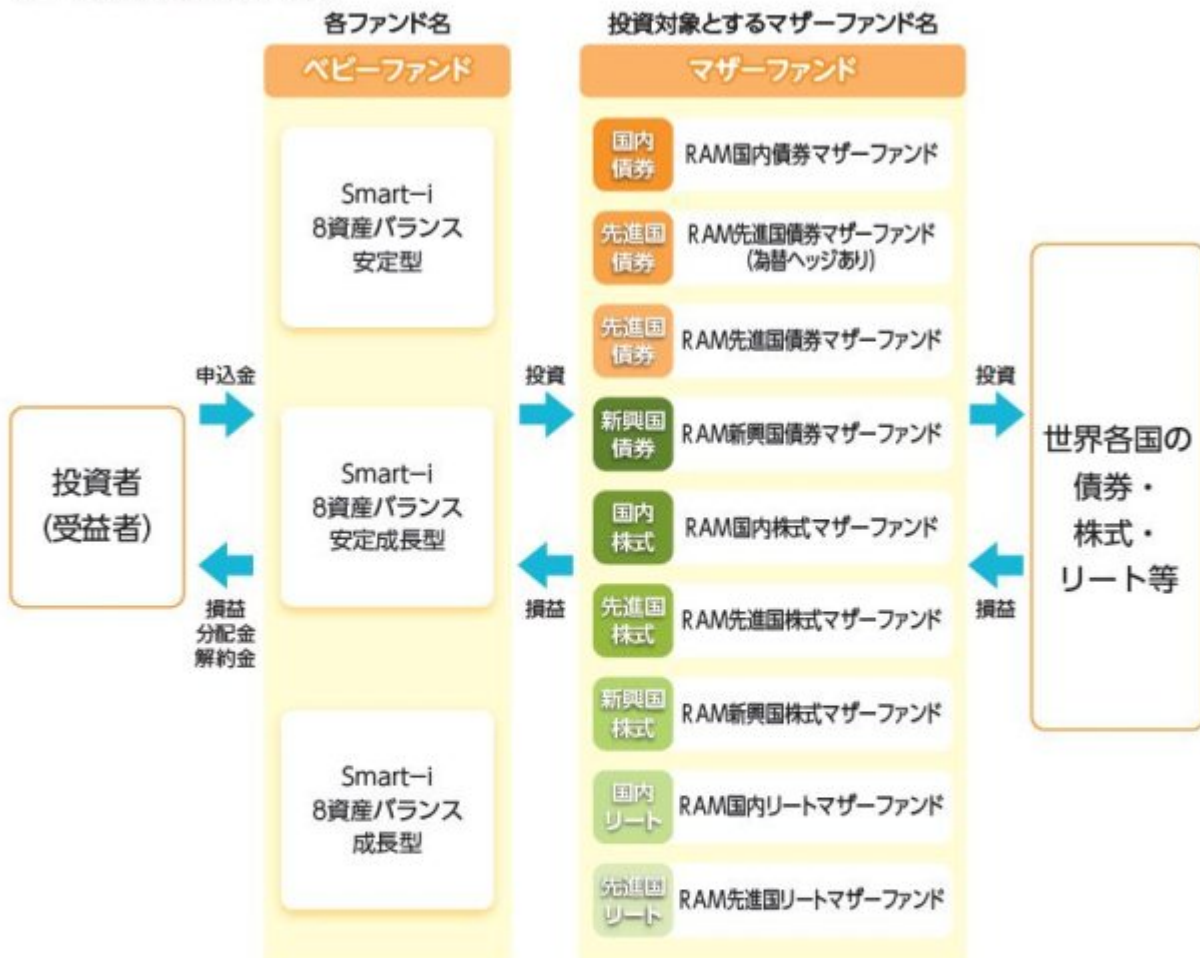 各ファンド名
投資対象とするマザーファンド名
ベビーファンド
マザーファンド
投資者
(受益者)
申込金
損益
分配金
解約金
Smart-i
8資産バランス
安定型
Smart-i
8資産バランス
安定成長型
Smart-i
8資産バランス
成長型
投資
損益
国内
債券
RAM国内債券マザーファンド
先進国
債券
RAM先進国債券マザーファンド
(為替ヘッジあり)
先進国
債券
RAM先進国債券マザーファンド
新興国
債券
RAM新興国債券マザーファンド
国内
株式
RAM国内株式マザーファンド
先進国
株式
RAM先進国株式マザーファンド
新興国
株式
RAM新興国株式マザーファンド
国内
リート
RAM国内リートマザーファンド
先進国
リート
RAM先進国リートマザーファンド
投資
損益
世界各国の
債券・
株式・
リート等